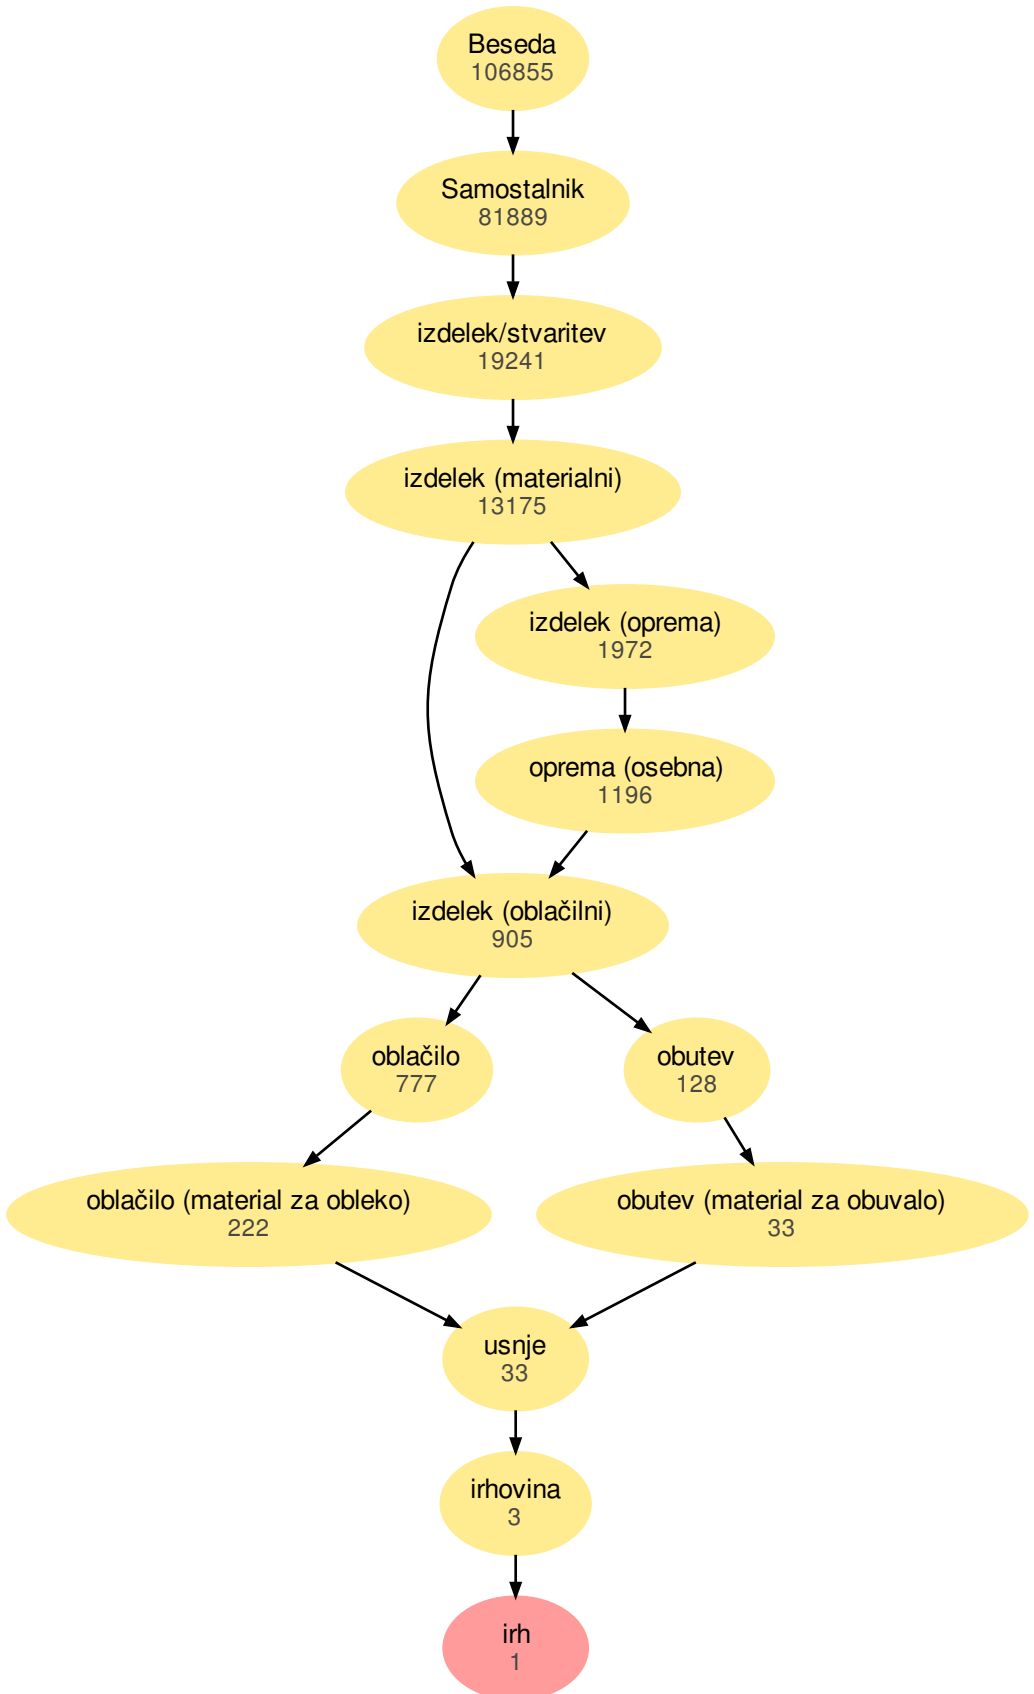 Beseda
106855
Samostalnik
81889
izdelek/stvaritev
19241
izdelek (materialni)
13175
izdelek (oprema)
1972
oprema (osebna)
1196
izdelek (oblačilni)
905
oblačilo
777
obutev
128
oblačilo (material za obleko)
222
obutev (material za obuvalo)
33
usnje
33
irhovina
3
irh
1